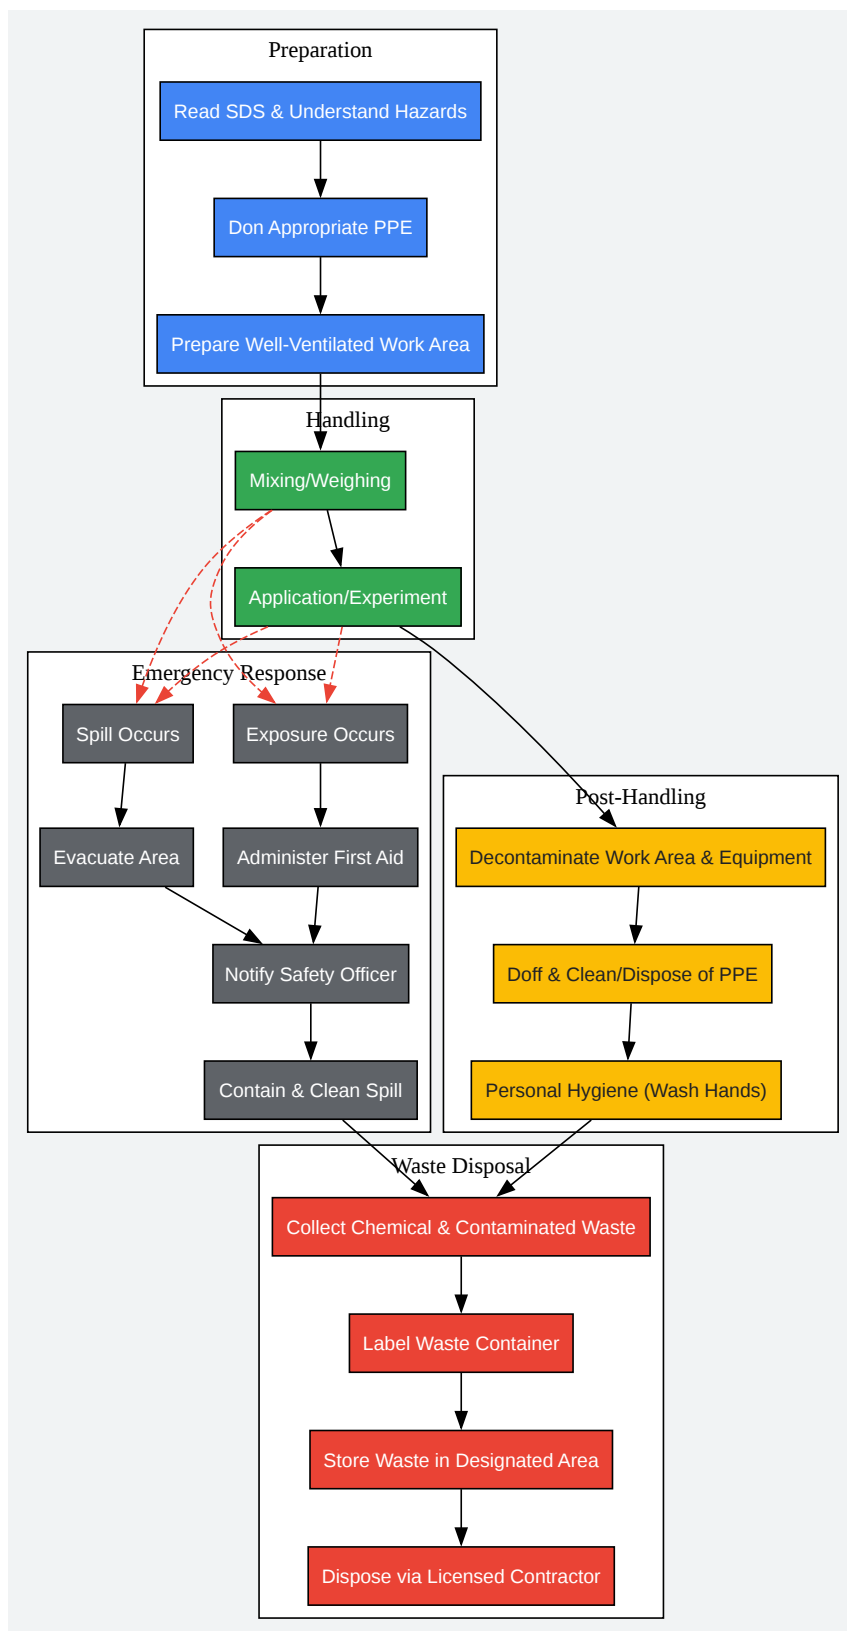 Preparation
Read SDS & Understand Hazards
Don Appropriate PPE
Prepare Well-Ventilated Work Area
Handling
Mixing/Weighing
Application/Experiment
Emergency Response
Spill Occurs
Exposure Occurs
Evacuate Area
Administer First Aid
Notify Safety Officer
Contain & Clean Spill
Post-Handling
Decontaminate Work Area & Equipment
Doff & Clean/Dispose of PPE
Personal Hygiene (Wash Hands)
Waste Disposal
Collect Chemical & Contaminated Waste
Label Waste Container
Store Waste in Designated Area
Dispose via Licensed Contractor